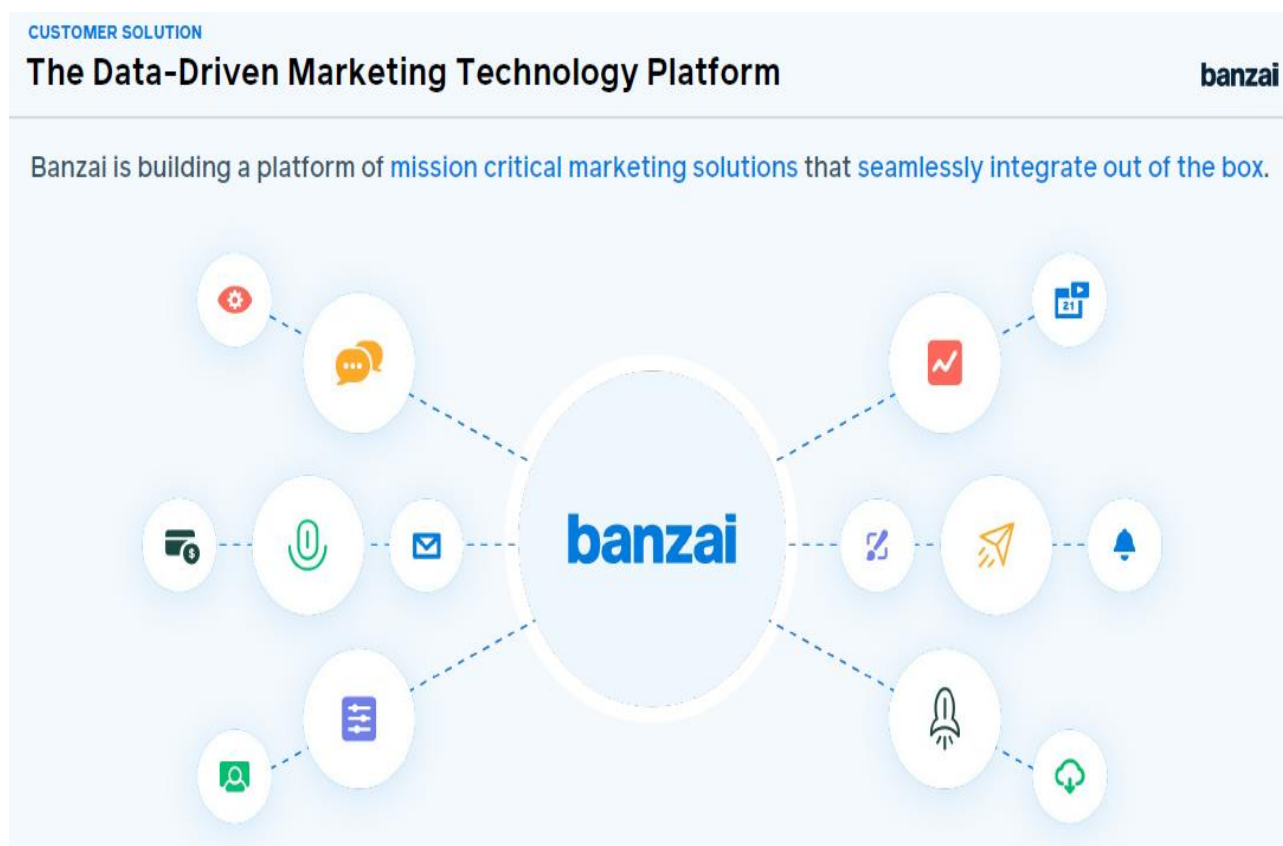 CUSTOMER SOLUTION
The Data-Driven Marketing Technology Platform
banzai
Banzai is building a platform of mission critical marketing solutions that seamlessly integrate out of the box.
21
$
banzai